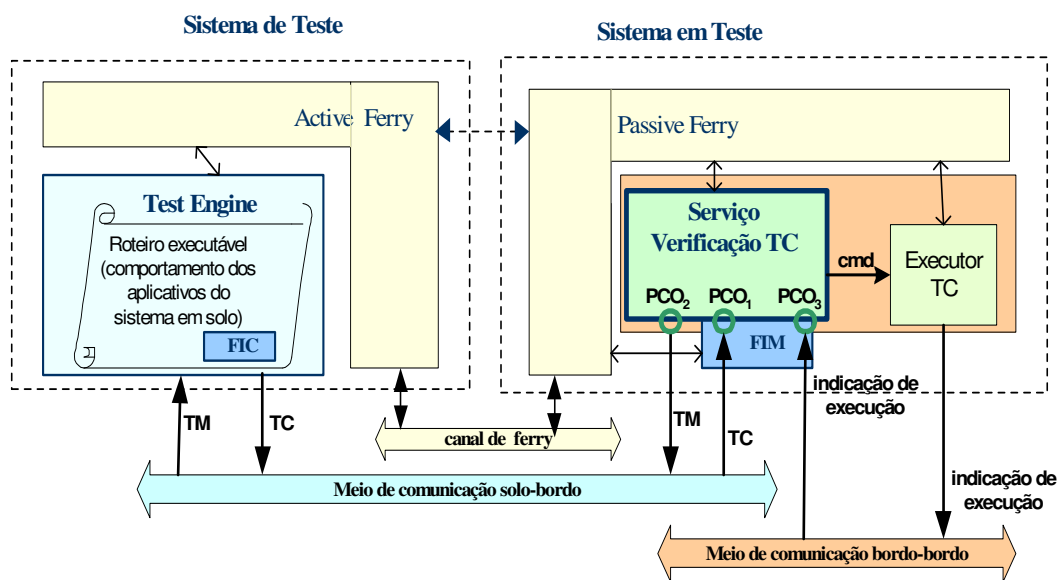 Sistema de Teste
Sistema em Teste
Active Ferry
Passive Ferry
Test Engine
Roteiro executável
(comportamento dos
aplicativos do
sistema em solo)
FIC
Serviço
Verificação TC
cmd
Executor
TC
PCO2
PCO1
PCO3
FIM
indicação de
execução
TM
TC
TM
TC
canal de ferry
Meio de comunicação solo-bordo
indicação de
execução
Meio de comunicação bordo-bordo